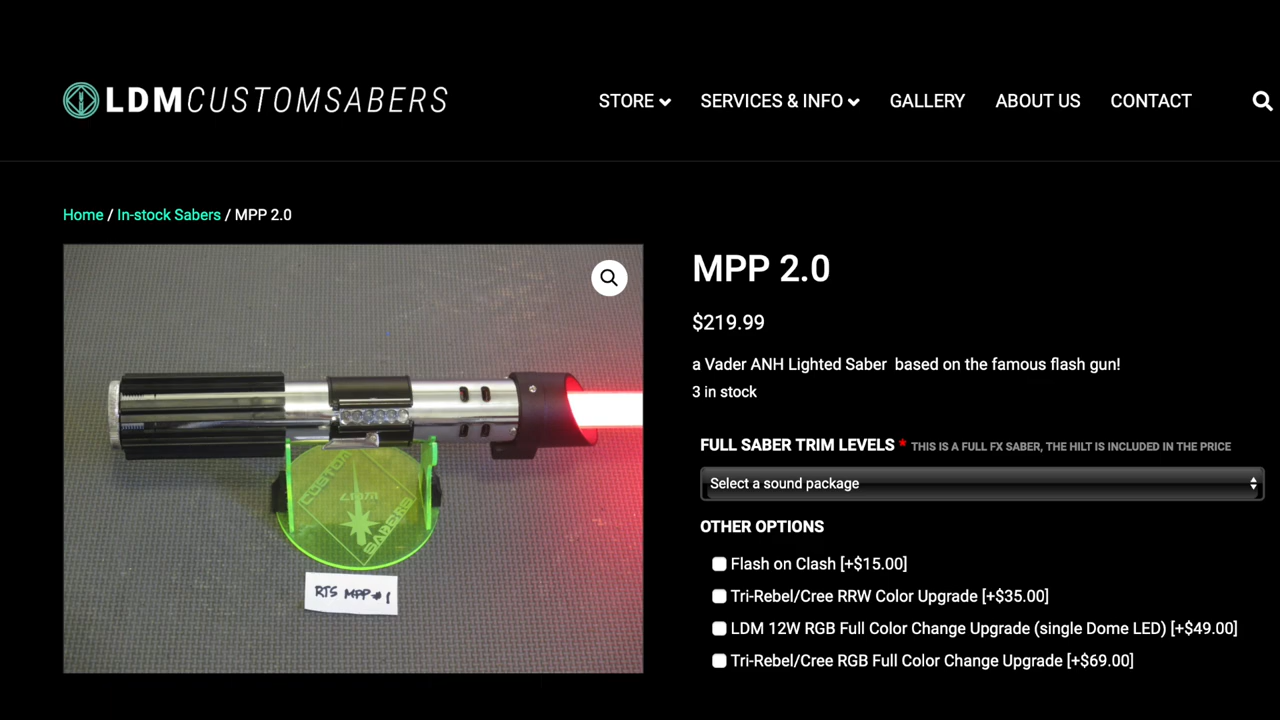 LDMCUSTOMSABERS
STORE SERVICES & INFO GALLERY ABOUT US CONTACT
Home / In-stock Sabers / MPP 2.0
MPP 2.0
$219.99
a Vader ANH Lighted Saber based on the famous flash gun!
3 in stock
FULL SABER TRIM LEVELS * THIS IS A FULL FX SABER, THE HILT IS INCLUDED IN THE PRICE
Select a sound package
OTHER OPTIONS
Flash on Clash [+$15.00]
Tri-Rebel/Cree RRW Color Upgrade [+$35.00]
LDM 12W RGB Full Color Change Upgrade (single Dome LED) [+$49.00]
Tri-Rebel/Cree RGB Full Color Change Upgrade [+$69.00]
CUSTOM
LDM
SABERS
RTS MPP #1